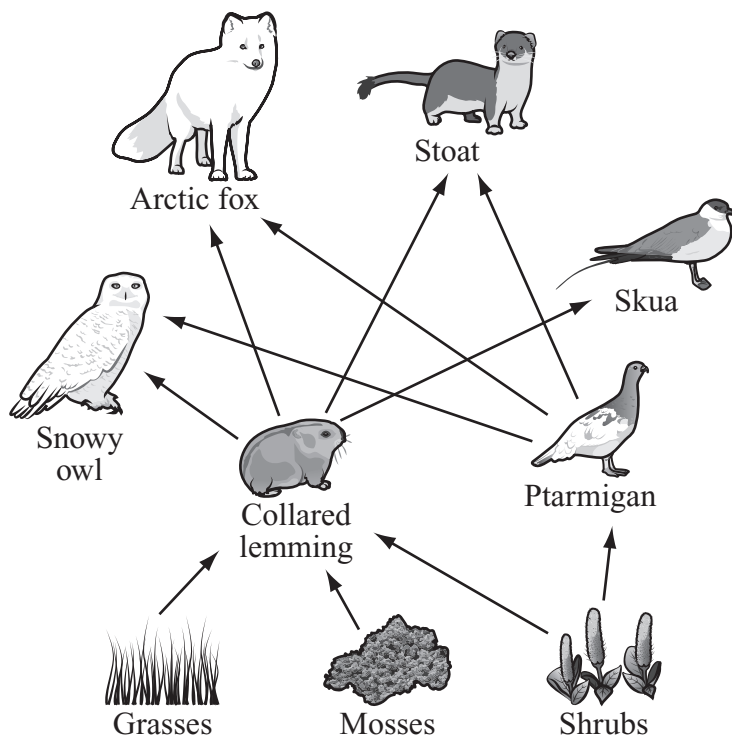 Arctic fox
Stoat
Skua
Snowy
owl
Ptarmigan
Collared
lemming
Grasses
Mosses
Shrubs